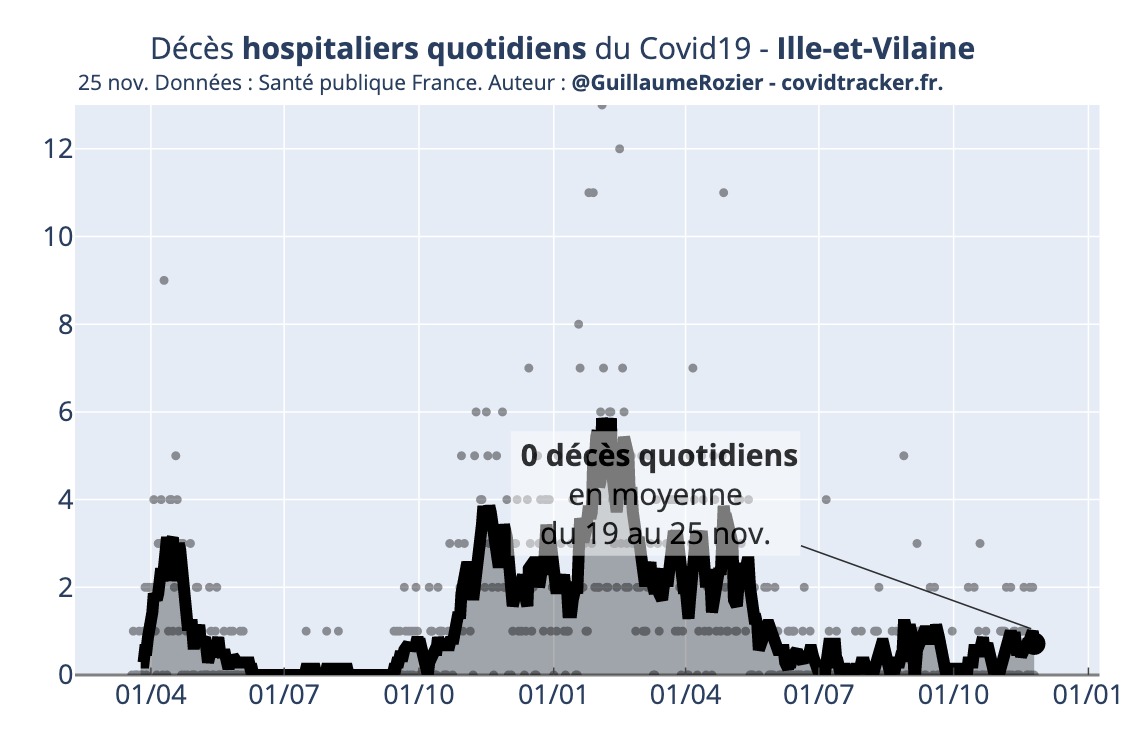 Décès hospitaliers quotidiens du Covid19 - Ille-et-Vilaine
25 nov. Données : Santé publique France. Auteur : @GuillaumeRozier - covidtracker.fr.
12
10
8
6
4
2
0
0 décès quotidiens
en moyenne
du 19 au 25 nov.
01/04 01/07 01/10 01/01 01/04 01/07 01/10 01/01